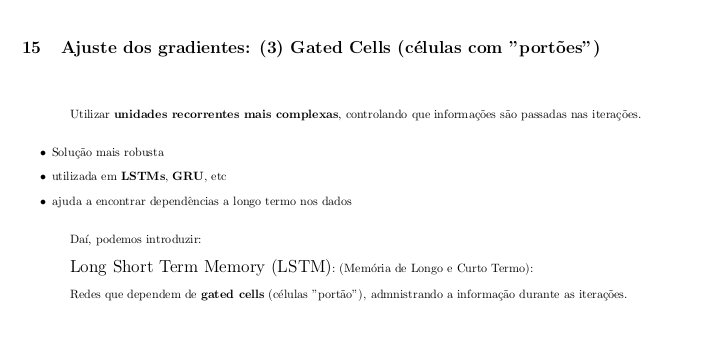 15 Ajuste dos gradientes: (3) Gated Cells (células com ”portões”)
Utilizar unidades recorrentes mais complexas, controlando que informações são passadas nas iterações.
• Solução mais robusta
• utilizada em LSTMs, GRU, etc
• ajuda a encontrar dependências a longo termo nos dados
Daí, podemos introduzir:
Long Short Term Memory (LSTM): (Memória de Longo e Curto Termo):
Redes que dependem de gated cells (células ”portão”), admnistrando a informação durante as iterações.